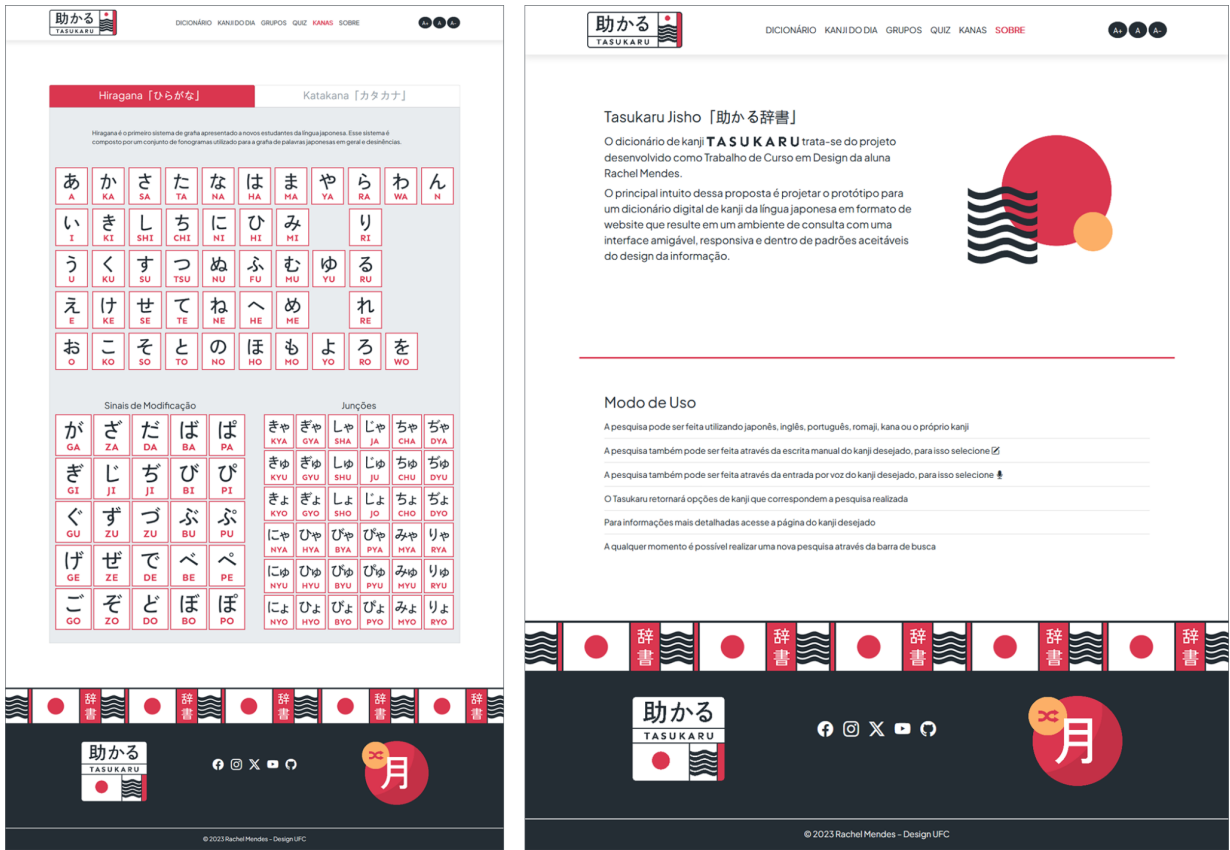 助かる
TASUKARU
DICIONÁRIO KANJI DO DIA GRUPOS QUIZ KANAS SOBRE
A+ A A-
Hiragana「ひらがな」
Katakana「カタカナ」
Hiragana é o primeiro sistema de grafia apresentado a novos estudantes da língua japonesa. Esse sistema é
composto por um conjunto de fonogramas utilizado para a grafia de palavras japonesas em geral e desinências.
あ か さ た な は ま や ら わ ん
A KA SA TA NA HA MA YA RA WA N
い き し ち に ひ み り
I KI SHI CHI NI HI MI RI
う く す つ ぬ ふ む ゆ る
U KU SU TSU NU FU MU YU RU
え け せ て ね へ め れ
E KE SE TE NE HE ME RE
お こ そ と の ほ も よ ろ を
O KO SO TO NO HO MO YO RO WO
Sinais de Modificação
が ざ だ ば ぱ
GA ZA DA BA PA
ぎ じ ぢ び ぴ
GI JI JI BI PI
ぐ ず づ ぶ ぷ
GU ZU ZU BU PU
げ ぜ で べ ぺ
GE ZE DE BE PE
ご ぞ ど ぼ ぽ
GO ZO DO BO PO
Junções
きゃ ぎゃ しゃ じゃ ちゃ ぢゃ
KYA GYA SHA JA CHA DYA
きゅ ぎゅ しゅ じゅ ちゅ ぢゅ
KYU GYU SHU JU CHU DYU
きょ ぎょ しょ じょ ちょ ぢょ
KYO GYO SHO JO CHO DYO
にゃ ひゃ びゃ ぴゃ みゃ りゃ
NYA HYA BYA PYA MYA RYA
にゅ ひゅ びゅ ぴゅ みゅ りゅ
NYU HYU BYU PYU MYU RYU
にょ ひょ びょ ぴょ みょ りょ
NYO HYO BYO PYO MYO RYO
辞書 辞書 辞書 辞書 辞書
助かる
TASUKARU
月
© 2023 Rachel Mendes - Design UFC
助かる
TASUKARU
DICIONÁRIO KANJI DO DIA GRUPOS QUIZ KANAS SOBRE
A+ A A-
Tasukaru Jisho「助かる辞書」
O dicionário de kanji TASUKARU trata-se do projeto
desenvolvido como Trabalho de Curso em Design da aluna
Rachel Mendes.
O principal intuito dessa proposta é projetar o protótipo para
um dicionário digital de kanji da língua japonesa em formato de
website que resulte em um ambiente de consulta com uma
interface amigável, responsiva e dentro de padrões aceitáveis
do design da informação.
Modo de Uso
A pesquisa pode ser feita utilizando japonês, inglês, português, romaji, kana ou o próprio kanji
A pesquisa também pode ser feita através da escrita manual do kanji desejado, para isso selecione
A pesquisa também pode ser feita através da entrada por voz do kanji desejado, para isso selecione
O Tasukaru retornará opções de kanji que correspondem a pesquisa realizada
Para informações mais detalhadas acesse a página do kanji desejado
A qualquer momento é possível realizar uma nova pesquisa através da barra de busca
辞書 辞書 辞書 辞書 辞書
助かる
TASUKARU
月
© 2023 Rachel Mendes - Design UFC